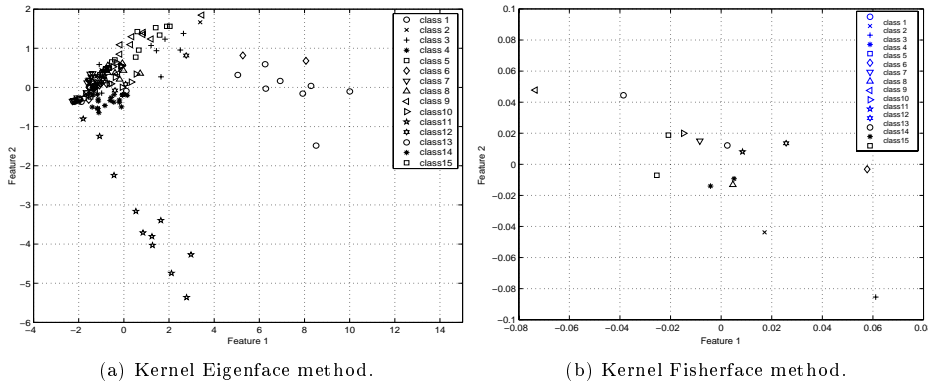 2
1
0
−1
−2
−3
−4
−5
−6
−4
−2
0
2
4
6
8
10
12
14
Feature 1
Feature 2
class 1
class 2
class 3
class 4
class 5
class 6
class 7
class 8
class 9
class10
class11
class12
class13
class14
class15
(a) Kernel Eigenface method.
0.1
0.08
0.06
0.04
0.02
0
−0.02
−0.04
−0.06
−0.08
−0.1
−0.08
−0.06
−0.04
−0.02
0
0.02
0.04
0.06
Feature 1
Feature 2
class 1
class 2
class 3
class 4
class 5
class 6
class 7
class 8
class 9
class10
class11
class12
class13
class14
class15
(b) Kernel Fisherface method.